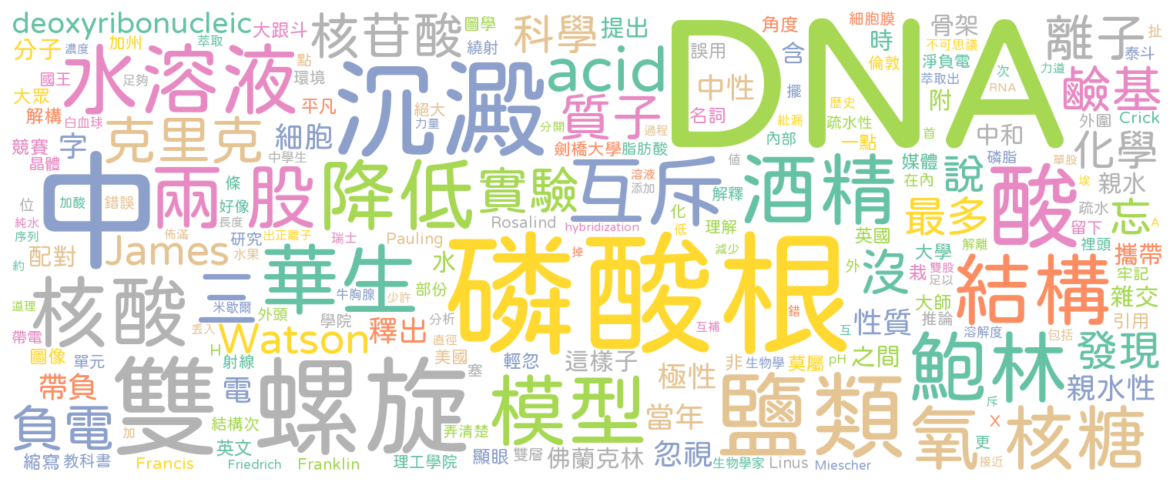 deoxyribonucleic 大跟斗 核苷酸 圖學 科學 提出 DNA 角度 細胞膜 骨架 離子 扯
分子 濃度 加州 萃取 點 繞射 誤用 含 時 不可思議 泰斗
國王 水溶液 沉澱 環境 acid 中性 淨負電 倫敦 萃取出 附 次 力道 鹼基
大眾 解構 白血球 平凡 絕大 力量 質子 名詞 擺 歷史 疏水性 RNA 外圍 Crick
競賽 晶體 字 克里克 細胞 分開 過程 劍橋大學 脂肪酸 內部 紕漏 一點 中和 化學
中學生 值 首 磷脂 單股
中 兩股 降低 實驗 互斥 溶液 添加 解釋 酒精 媒體 在內 說 酸 親水
位 條 加酸 錯誤 好像 化 最多 疏水 忘 埃
純水 序列 長度 佈滿 研究 出正離子 瑞士 Rosalind hybridization 低 理解 英國 留下 A
配對 James 水果 Pauling 掉 減少 解離 裡頭 攜帶
約 核酸 三 華生 水 磷酸根 外 大學 栽 雙股 足以 結構 牢記
道理 米歇爾 外頭 牛胸腺 少許 部份 沒 大師 推論 雜交
帶電 丟入 Watson 學院 分析 釋出 互補 錯 互 性質 溶解度 引用
圖像 單元 H 射線 直徑 美國 輕忽 這樣子 非 生物學 莫屬 pH 之間 包括 發現
帶負 雙 螺旋 電 塞 模型 極性 鹽類 鮑林 親水性
負電 結構次 弄清楚 當年 氧 斥 x 核糖
縮寫 教科書 加 英文 理工學院 顯眼 雙層 佛蘭克林 忽視 更
Francis Friedrich Franklin 生物學家 Linus Miescher 接近
足夠